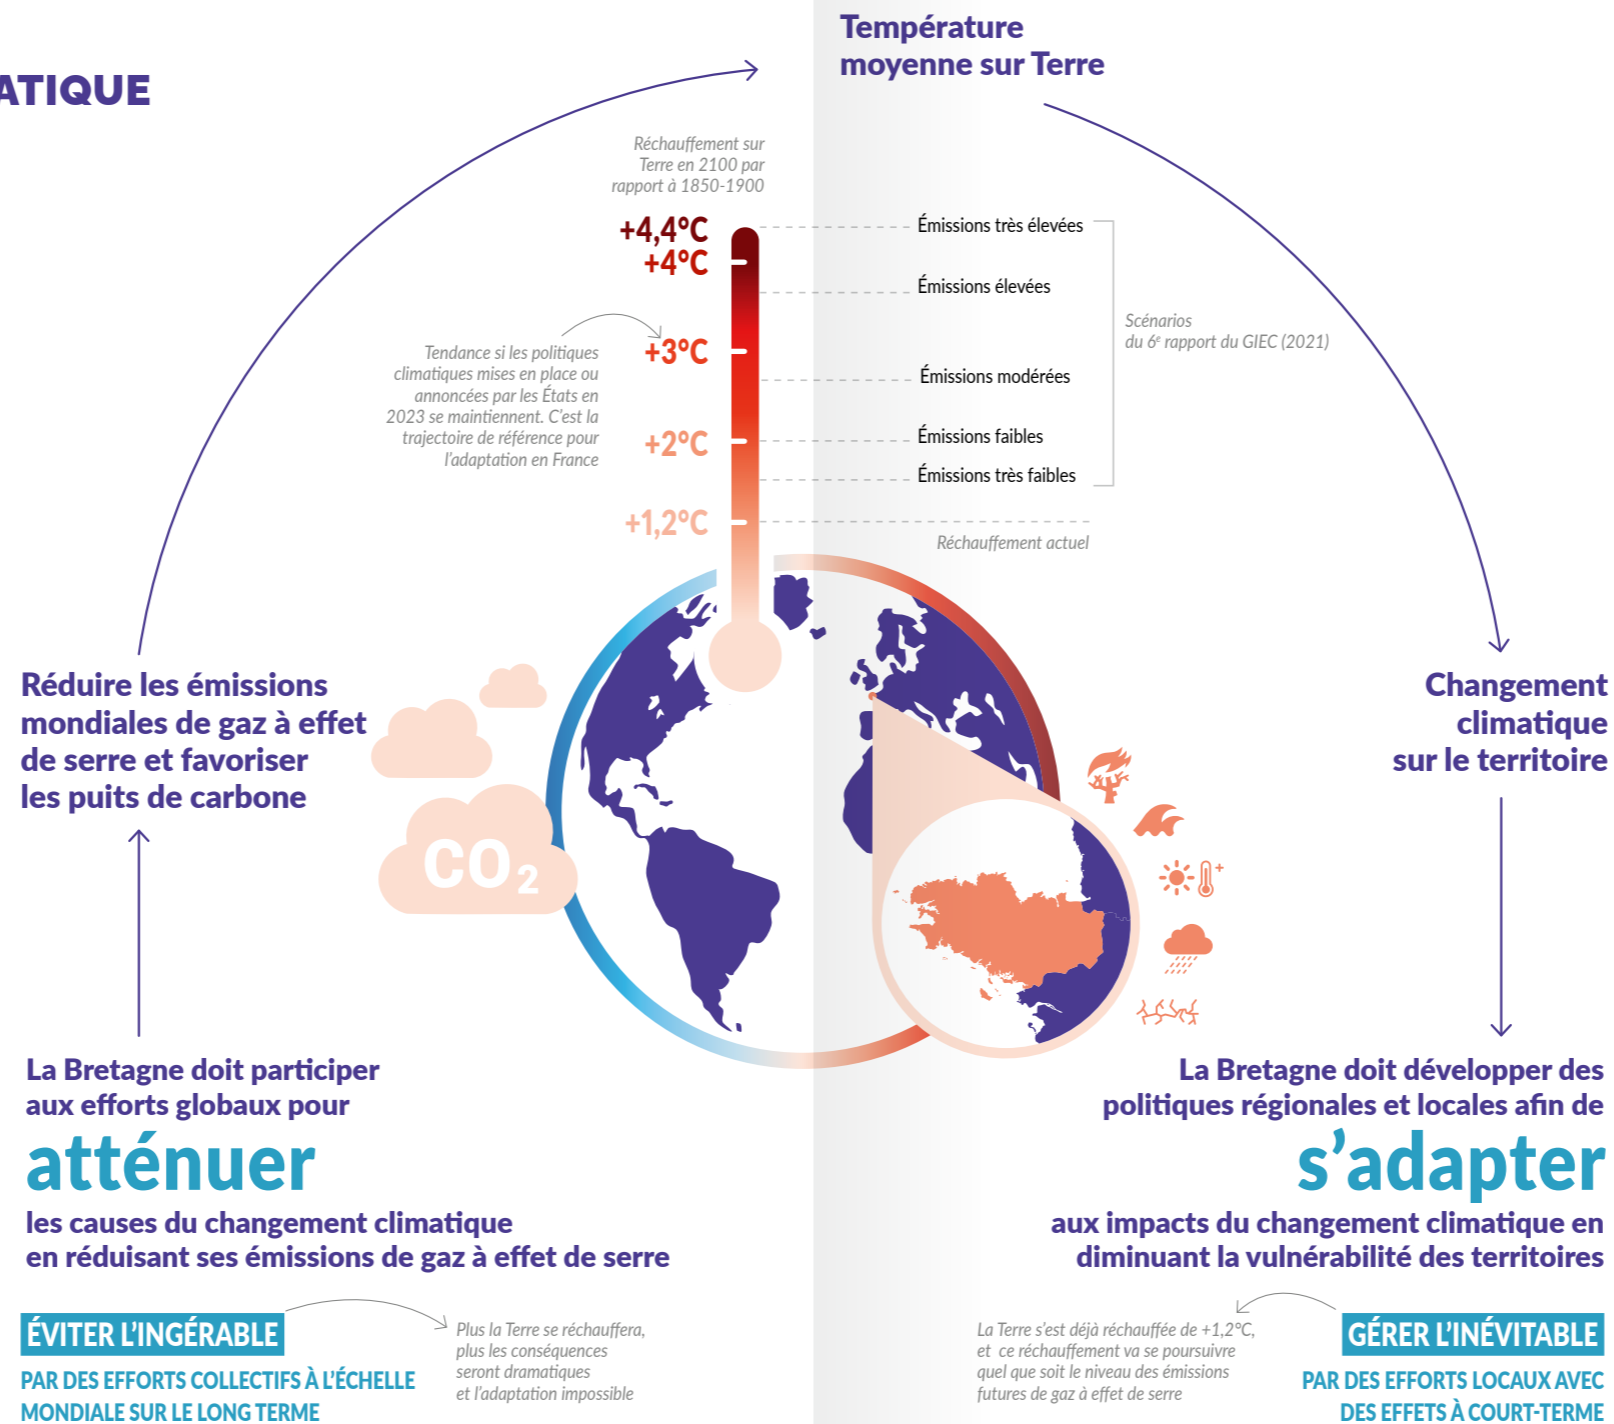 ATIQUE
Température
moyenne sur Terre
Réchauffement sur
Terre en 2100 par
rapport à 1850-1900
+4,4°C
+4°C
+3°C
+2°C
+1,2°C
Émissions très élevées
Émissions élevées
Émissions modérées
Émissions faibles
Émissions très faibles
Réchauffement actuel
Scénarios
du 6e rapport du GIEC (2021)
Tendance si les politiques
climatiques mises en place ou
annoncées par les États en
2023 se maintiennent. C'est la
trajectoire de référence pour
l'adaptation en France
Réduire les émissions
mondiales de gaz à effet
de serre et favoriser
les puits de carbone
CO2
Changement
climatique
sur le territoire
La Bretagne doit participer
aux efforts globaux pour
atténuer
les causes du changement climatique
en réduisant ses émissions de gaz à effet de serre
ÉVITER L'INGÉRABLE
PAR DES EFFORTS COLLECTIFS À L'ÉCHELLE
MONDIALE SUR LE LONG TERME
Plus la Terre se réchauffera,
plus les conséquences
seront dramatiques
et l'adaptation impossible
La Bretagne doit développer des
politiques régionales et locales afin de
s'adapter
aux impacts du changement climatique en
diminuant la vulnérabilité des territoires
La Terre s'est déjà réchauffée de +1,2°C,
et ce réchauffement va se poursuivre
quel que soit le niveau des émissions
futures de gaz à effet de serre
GÉRER L'INÉVITABLE
PAR DES EFFORTS LOCAUX AVEC
DES EFFETS À COURT-TERME